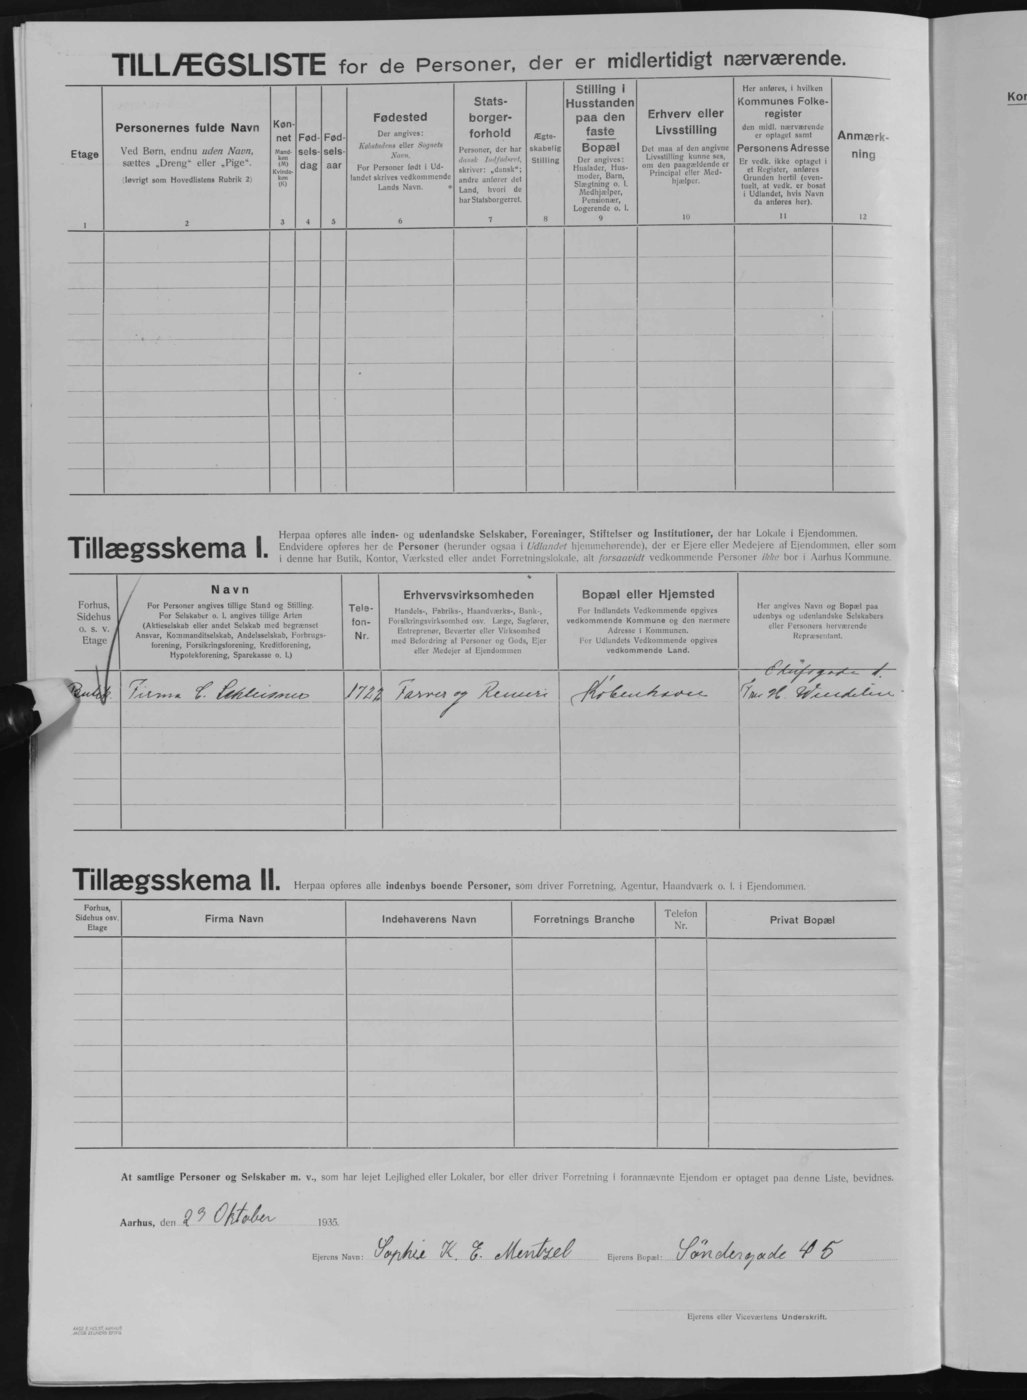 TILLÆGSLISTE for de Personer, der er midlertidigt nærværende.
Etage
1
Personernes fulde Navn
Ved Børn, endnu uden Navn,
sættes „Dreng“ eller „Pige“.
(Iøvrigt som Hovedlistens Rubrik 2)
2
Køn-
net
Mand-
køn
(M)
Kvinde-
køn
(K)
3
Fød-
sels-
dag
4
Fød-
sels-
aar
5
Fødested
Der angives:
Købstadens eller Sognets
Navn.
For Personer født i Ud-
landet skrives vedkommende
Lands Navn.
6
Stats-
borger-
forhold
Personer, der har
dansk Indfødsret,
skriver: „dansk“;
andre anfører det
Land, hvori de
har Statsborgerret.
7
Ægte-
skabelig
Stilling
8
Stilling i
Husstanden
paa den
faste
Bopæl
Der angives:
Husfader, Hus-
moder, Barn,
Slægtning o. l.
Medhjælper,
Pensionær,
Logerende o. l.
9
Erhverv eller
Livsstilling
Det maa af den angivne
Livsstilling kunne ses,
om den paagældende er
Principal eller Med-
hjælper.
10
Her anføres, i hvilken
Kommunes Folke-
register
den midl. nærværende
er optaget samt
Personens Adresse
Er vedk. ikke optaget i
et Register, anføres
Grunden hertil (even-
tuelt, at vedk. er bosat
i Udlandet, hvis Navn
da anføres her).
11
Anmærk-
ning
12
Tillægsskema I.
Herpaa opføres alle inden- og udenlandske Selskaber, Foreninger, Stiftelser og Institutioner, der har Lokale i Ejendommen.
Endvidere opføres her de Personer (herunder ogsaa i Udlandet hjemmehørende), der er Ejere eller Medejere af Ejendommen, eller som
i denne har Butik, Kontor, Værksted eller andet Forretningslokale, alt forsaavidt vedkommende Personer ikke bor i Aarhus Kommune.
Forhus,
Sidehus
o. s. v.
Etage
Navn
For Personer angives tillige Stand og Stilling.
For Selskaber o. l. angives tillige Arten
(Aktieselskab eller andet Selskab med begrænset
Ansvar, Kommanditselskab, Andelsselskab, Forbrugs-
forening, Forsikringsforening, Kreditforening,
Hypotekforening, Sparekasse o. l.)
Tele-
fon-
Nr.
Erhvervsvirksomheden
Handels-, Fabriks-, Haandværks-, Bank-,
Forsikringsvirksomhed osv. Læge, Sagfører,
Entreprenør, Beværter eller Virksomhed
med Befordring af Personer og Gods, Ejer
eller Medejer af Ejendommen
Bopæl eller Hjemsted
For Indlandets Vedkommende opgives
vedkommende Kommune og den nærmere
Adresse i Kommunen.
For Udlandets Vedkommende opgives
vedkommende Land.
Her angives Navn og Bopæl paa
udenbys og udenlandske Selskabers
eller Personers herværende
Repræsentant.
Butik Firma C. Schleisner 1722 Farver og Renseri København Fru H.
Tillægsskema II.
Herpaa opføres alle indenbys boende Personer, som driver Forretning, Agentur, Haandværk o. l. i Ejendommen.
Forhus,
Sidehus osv.
Etage
Firma Navn
Indehaverens Navn
Forretnings Branche
Telefon
Nr.
Privat Bopæl
At samtlige Personer og Selskaber m. v., som har lejet Lejlighed eller Lokaler, bor eller driver Forretning i forannævnte Ejendom er optaget paa denne Liste, bevidnes.
Aarhus, den 23 Oktober 1935.
Ejerens Navn: Sophie K. E. Mentzel Ejerens Bopæl: Søndergade 45
Ejerens eller Viceværtens Underskrift.
Kor